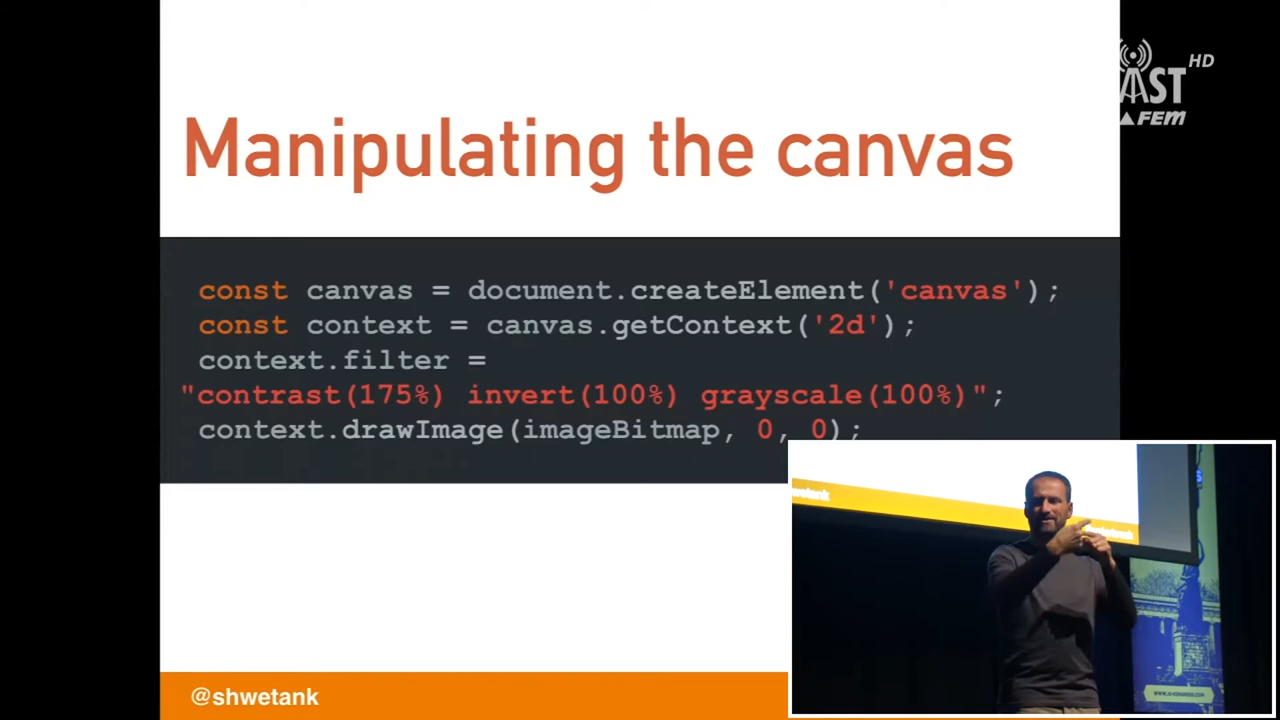 HD
AST
FEM
Manipulating the canvas
const canvas = document.createElement('canvas');
const context = canvas.getContext('2d');
context.filter =
"contrast(175%) invert(100%) grayscale(100%)";
context.drawImage(imageBitmap, 0, 0);
@shwetank